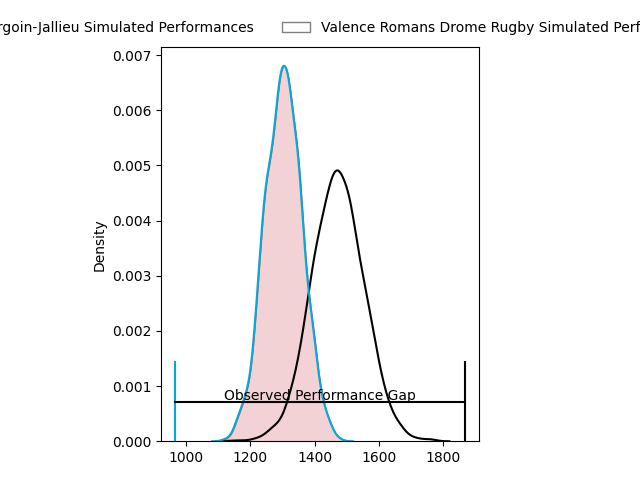 rgoin-Jallieu Simulated Performances Valence Romans Drome Rugby Simulated Perf
0.007
0.006
0.005
0.004
0.003
0.002
0.001
0.000
Density
Observed Performance Gap
1000 1200 1400 1600 1800